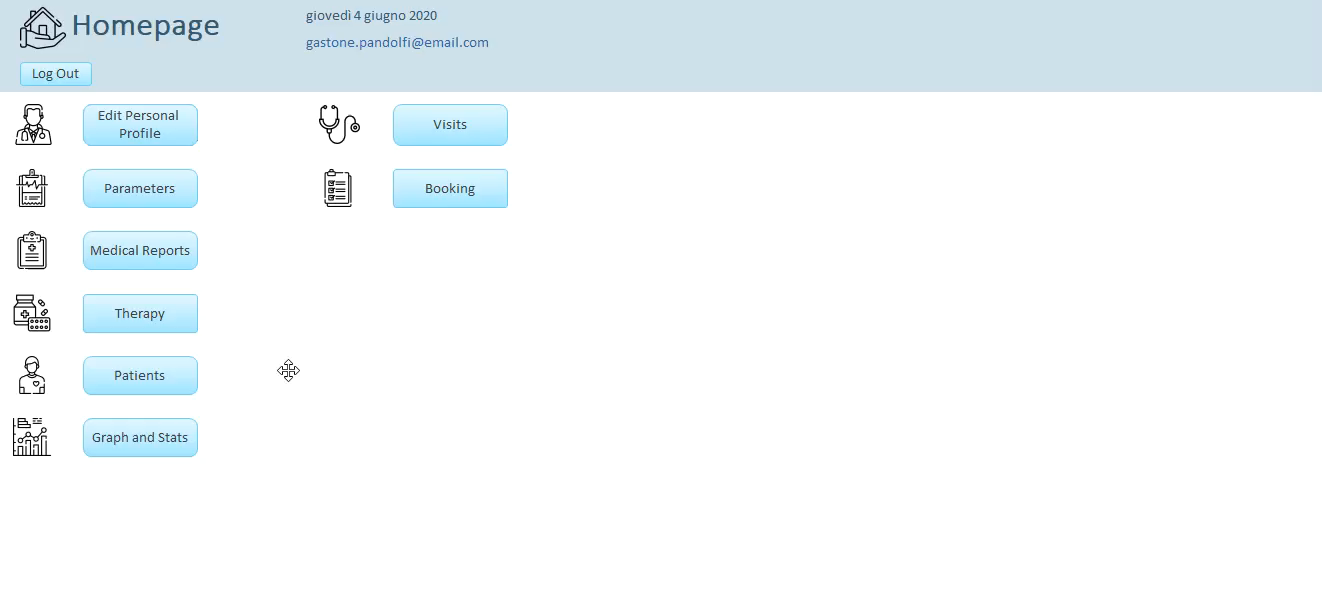 Homepage
giovedì 4 giugno 2020
gastone.pandolfi@email.com
Log Out
Edit Personal
Profile
Visits
Parameters
Booking
Medical Reports
Therapy
Patients
Graph and Stats